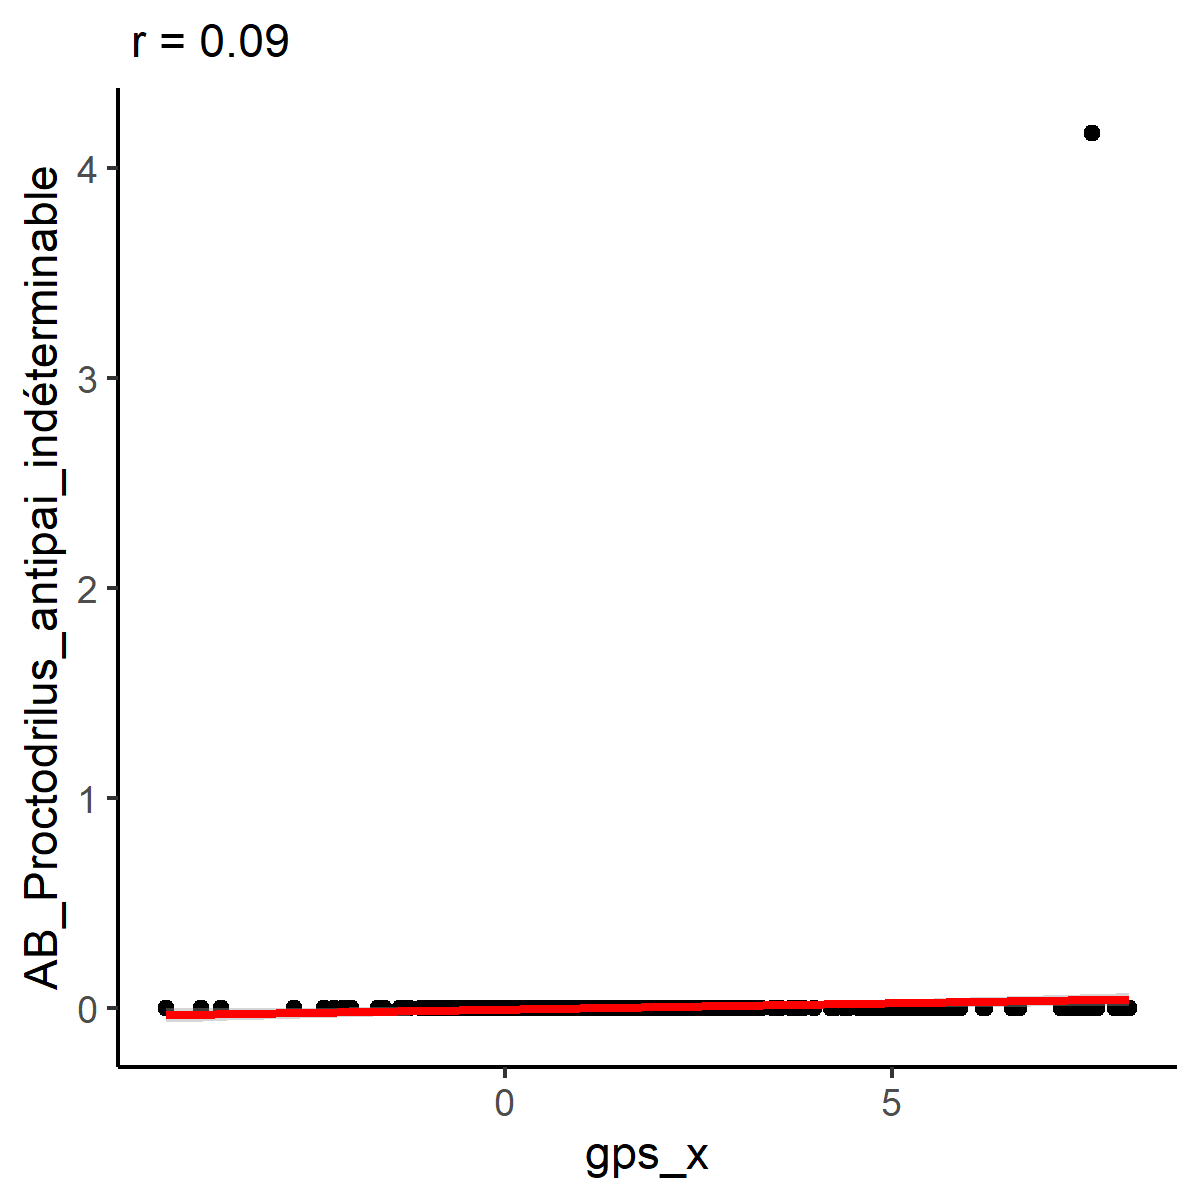 r = 0.09
AB_Proctodrilus_antipai_indéterminable
4
3
2
1
0
0
5
gps_x